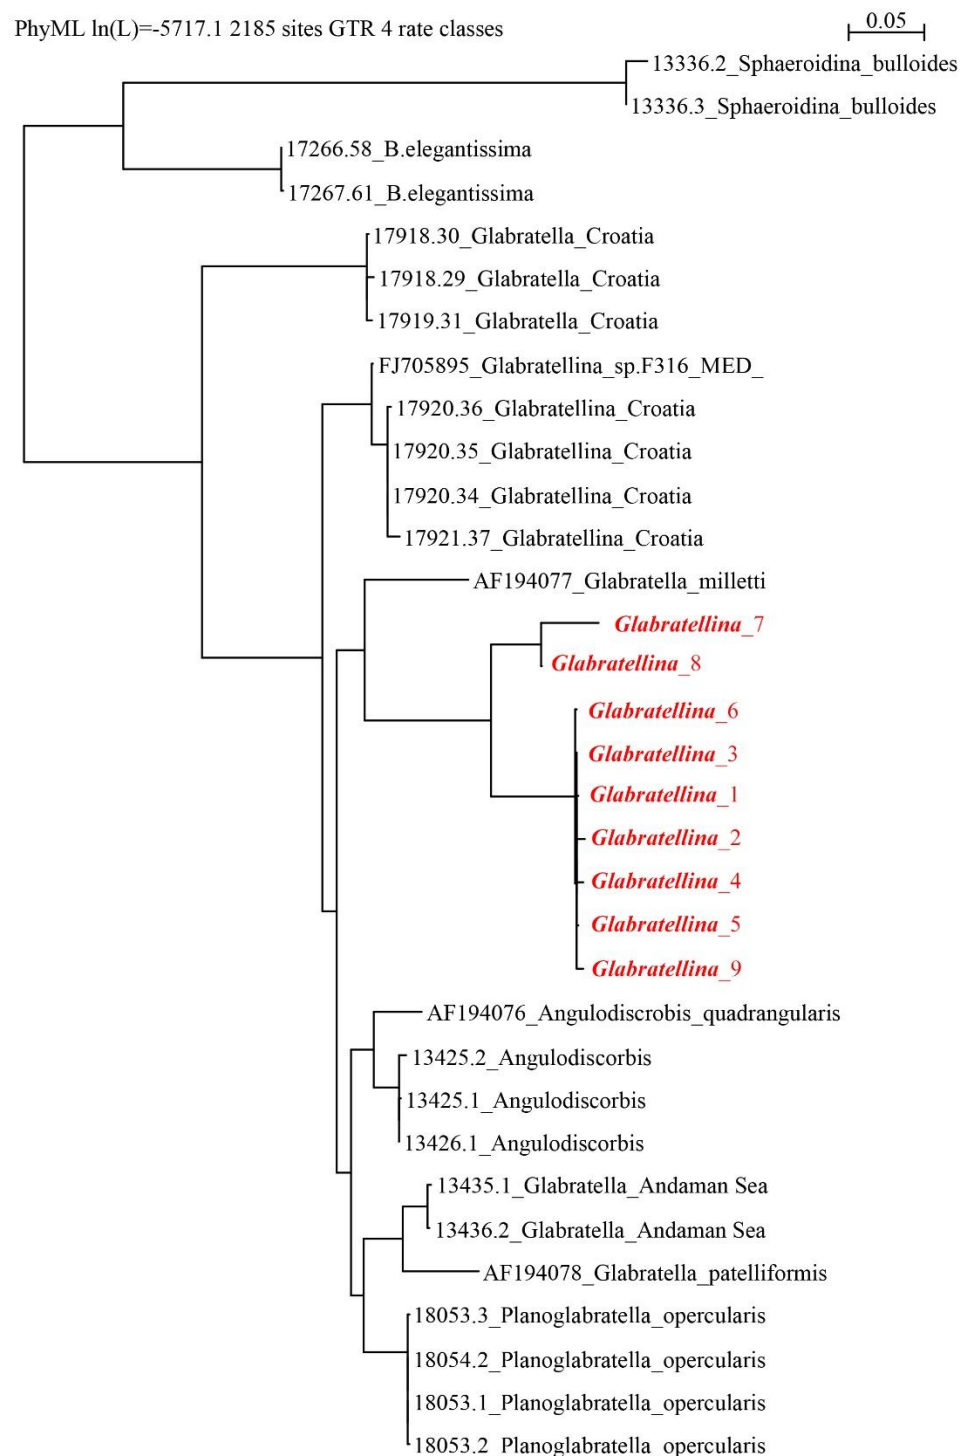 PhyML ln(L)=-5717.1 2185 sites GTR 4 rate classes
0.05
13336.2_Sphaeroidina_bulloides
13336.3_Sphaeroidina_bulloides
17266.58_B.elegantissima
17267.61_B.elegantissima
17918.30_Glabratella_Croatia
17918.29_Glabratella_Croatia
17919.31_Glabratella_Croatia
FJ705895_Glabratellina_sp.F316_MED_
17920.36_Glabratellina_Croatia
17920.35_Glabratellina_Croatia
17920.34_Glabratellina_Croatia
17921.37_Glabratellina_Croatia
AF194077_Glabratella_milletti
Glabratellina_7
Glabratellina_8
Glabratellina_6
Glabratellina_3
Glabratellina_1
Glabratellina_2
Glabratellina_4
Glabratellina_5
Glabratellina_9
AF194076_Angulodiscrobis_quadrangularis
13425.2_Angulodiscorbis
13425.1_Angulodiscorbis
13426.1_Angulodiscorbis
13435.1_Glabratella_Andaman Sea
13436.2_Glabratella_Andaman Sea
AF194078_Glabratella_patelliformis
18053.3_Planoglabratella_opercularis
18054.2_Planoglabratella_opercularis
18053.1_Planoglabratella_opercularis
18053.2_Planoglabratella_opercularis